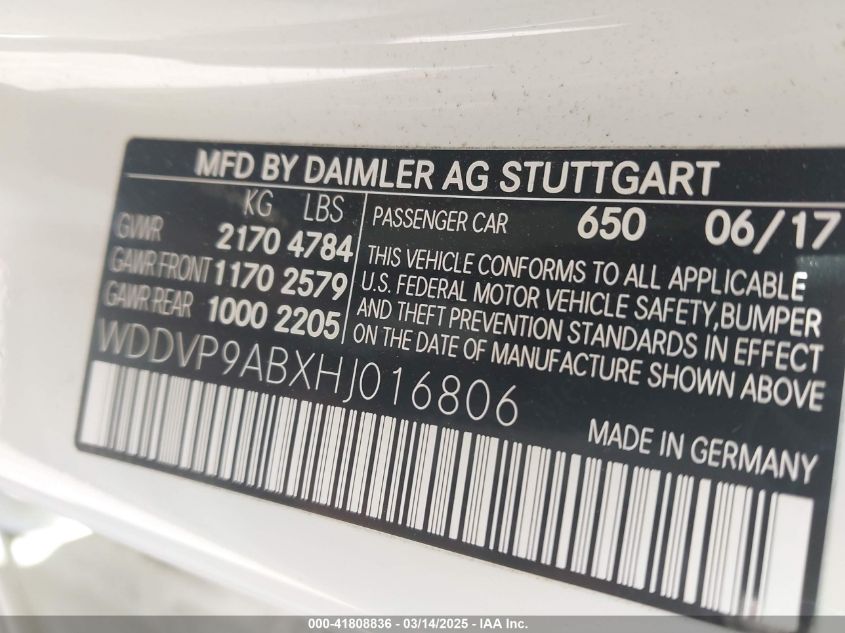 MFD BY DAIMLER AG STUTTGART
KG LBS
GVWR 2170 4784
GAWR FRONT 1170 2579
GAWR REAR 1000 2205
PASSENGER CAR 650 06/17
THIS VEHICLE CONFORMS TO ALL APPLICABLE
U.S. FEDERAL MOTOR VEHICLE SAFETY,BUMPER
AND THEFT PREVENTION STANDARDS IN EFFECT
ON THE DATE OF MANUFACTURE SHOWN ABOVE
WDDVP9ABXHJ016806
MADE IN GERMANY
000-41808836 - 03/14/2025 - IAA Inc.